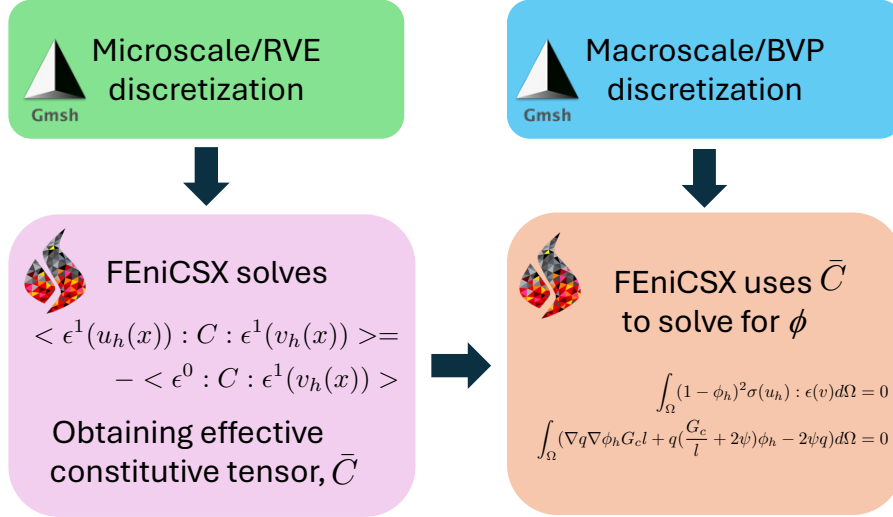 Microscale/RVE
discretization
Gmsh
Macroscale/BVP
discretization
Gmsh
FEniCSX solves
< ϵ¹(u_h(x)) : C : ϵ¹(v_h(x)) >=
− < ϵ⁰ : C : ϵ¹(v_h(x)) >
Obtaining effective
constitutive tensor, C̄
FEniCSX uses C̄
to solve for ϕ
∫_Ω (1 − ϕ_h)² σ(u_h) : ϵ(v)dΩ = 0
∫_Ω (∇q∇ϕ_h G_c l + q(G_c/l + 2ψ)ϕ_h − 2ψq)dΩ = 0